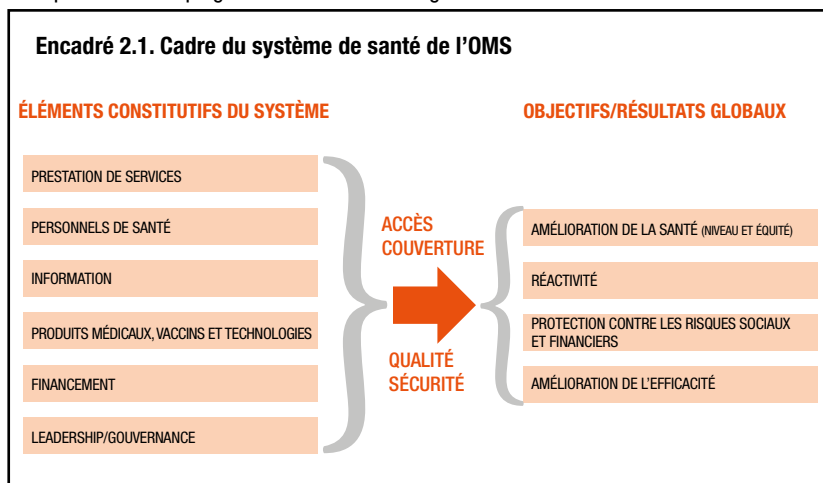 Encadré 2.1. Cadre du système de santé de l'OMS
ÉLÉMENTS CONSTITUTIFS DU SYSTÈME
PRESTATION DE SERVICES
PERSONNELS DE SANTÉ
INFORMATION
PRODUITS MÉDICAUX, VACCINS ET TECHNOLOGIES
FINANCEMENT
LEADERSHIP/GOUVERNANCE
ACCÈS
COUVERTURE
QUALITÉ
SÉCURITÉ
OBJECTIFS/RÉSULTATS GLOBAUX
AMÉLIORATION DE LA SANTÉ (NIVEAU ET ÉQUITÉ)
RÉACTIVITÉ
PROTECTION CONTRE LES RISQUES SOCIAUX
ET FINANCIERS
AMÉLIORATION DE L'EFFICACITÉ